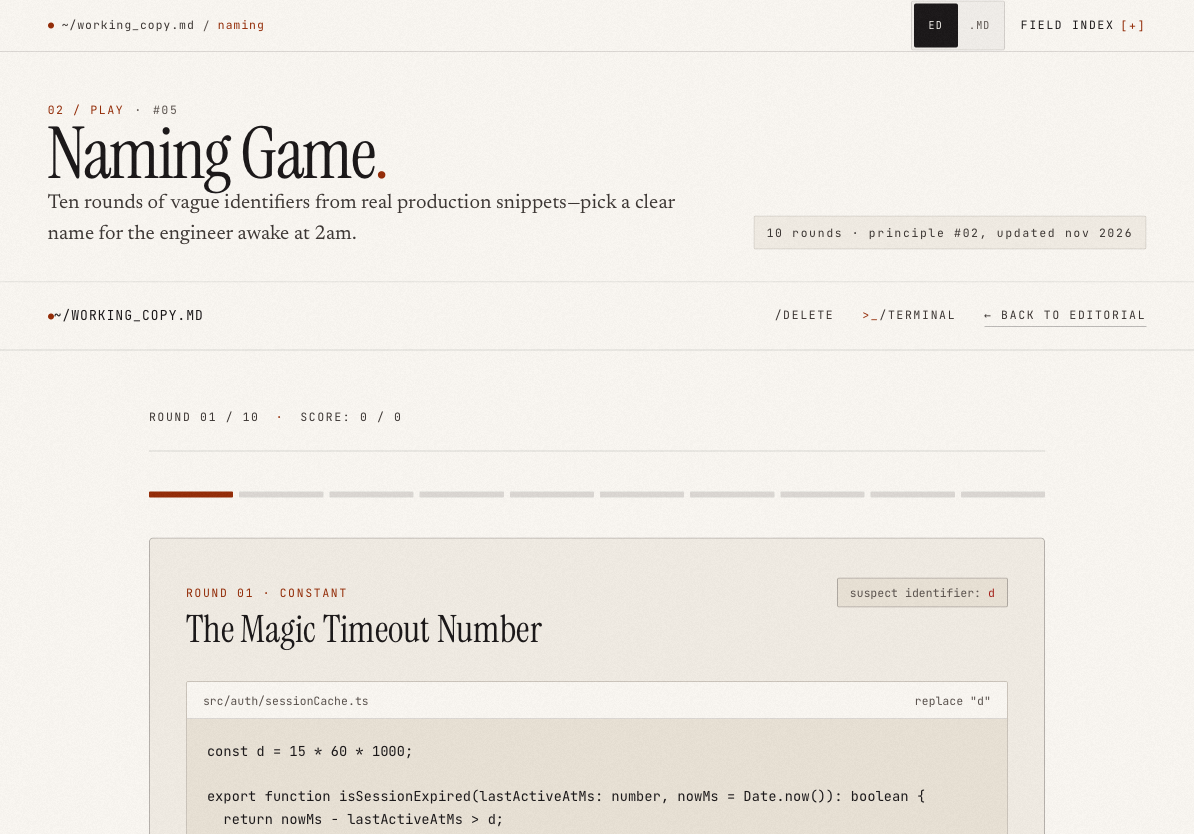 ● ~/working_copy.md / naming
ED .MD FIELD INDEX [+]
02 / PLAY · #05
Naming Game.
Ten rounds of vague identifiers from real production snippets—pick a clear
name for the engineer awake at 2am.
10 rounds · principle #02, updated nov 2026
●~/WORKING_COPY.MD
/DELETE >_/TERMINAL ← BACK TO EDITORIAL
ROUND 01 / 10 · SCORE: 0 / 0
ROUND 01 · CONSTANT
suspect identifier: d
The Magic Timeout Number
src/auth/sessionCache.ts
replace "d"
const d = 15 * 60 * 1000;
export function isSessionExpired(lastActiveAtMs: number, nowMs = Date.now()): boolean {
return nowMs - lastActiveAtMs > d;